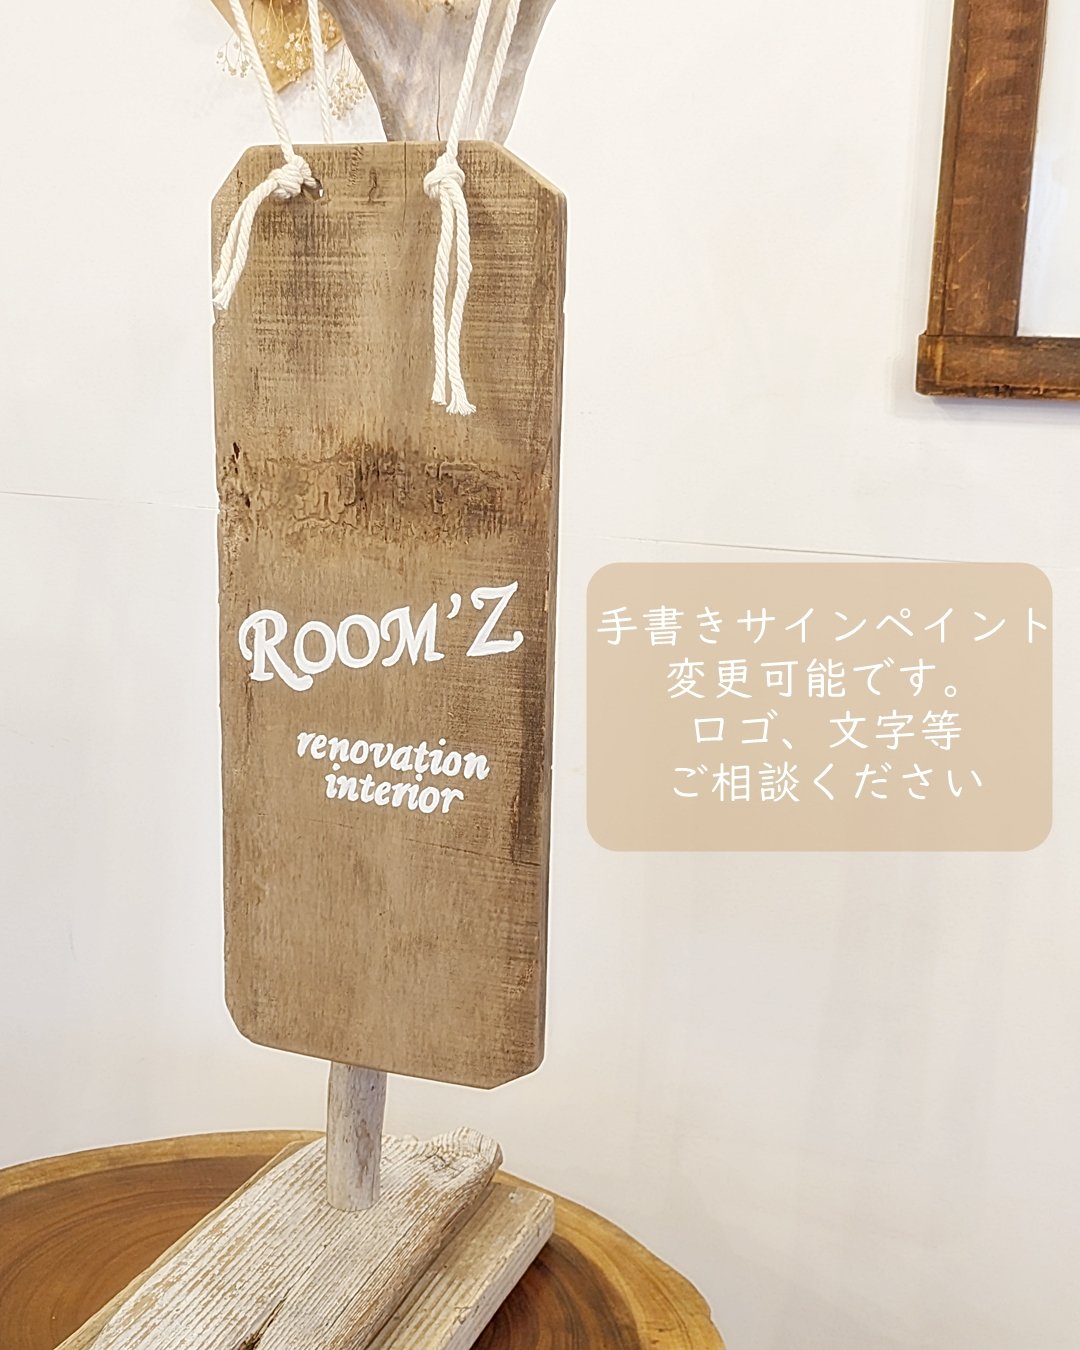 ROOM'Z
renovation
interior
手書きサインペイント
変更可能です。
ロゴ、文字等
ご相談ください